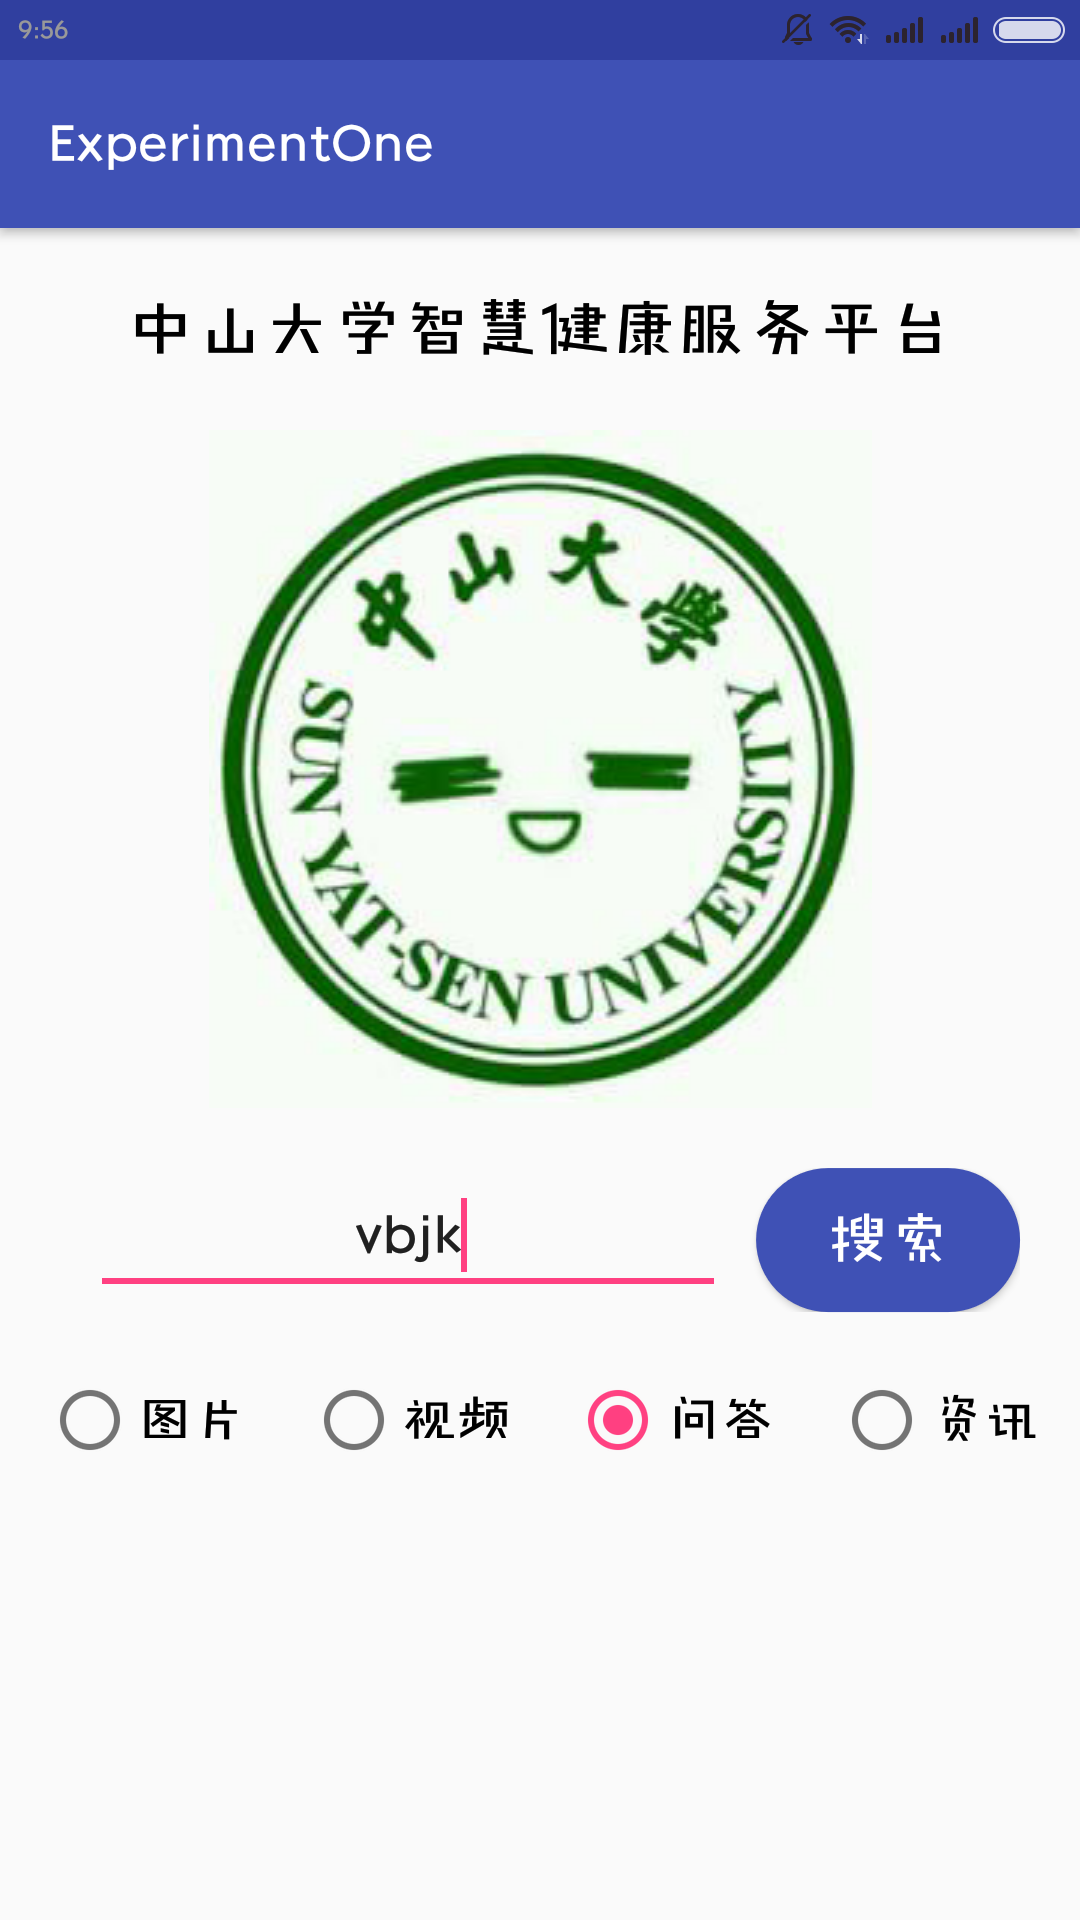 9:56
ExperimentOne
中山大学智慧健康服务平台
中山大學
SUN YAT-SEN UNIVERSITY
vbjk
搜索
图片 视频 问答 资讯